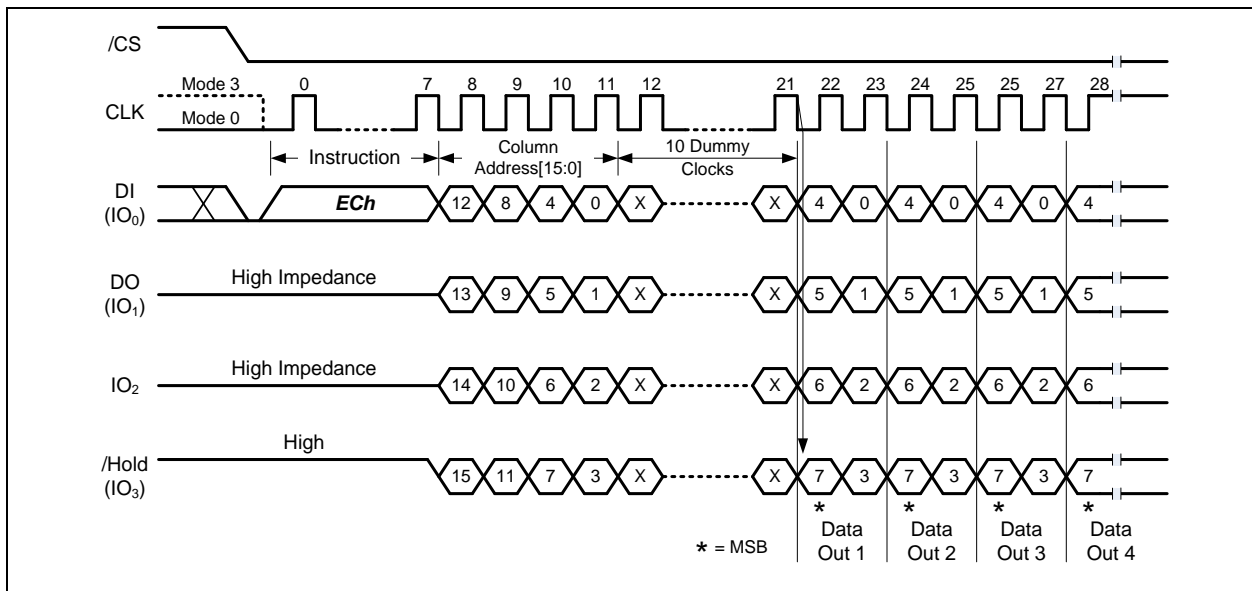 /CS
Mode 3 0 7 8 9 10 11 12 21 22 23 24 25 25 27 28
CLK
Mode 0
Instruction Column Address[15:0] 10 Dummy Clocks
DI (IO0) ECh 12 8 4 0 X X 4 0 4 0 4 0 4
DO (IO1) High Impedance 13 9 5 1 X X 5 1 5 1 5 1 5
IO2 High Impedance 14 10 6 2 X X 6 2 6 2 6 2 6
/Hold (IO3) High 15 11 7 3 X X 7 3 7 3 7 3 7
* * * *
* = MSB
Data Out 1 Data Out 2 Data Out 3 Data Out 4